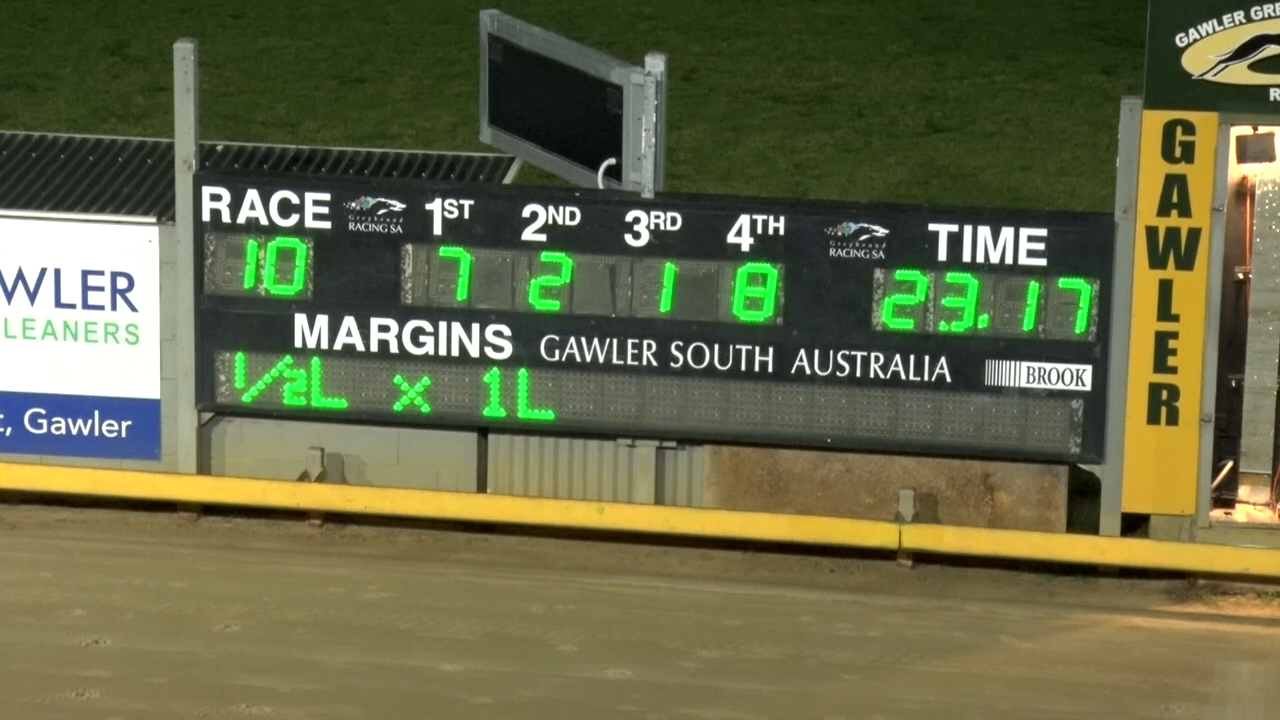 GAWLER GRE
R
RACE Greyhound RACING SA 1ST 2ND 3RD 4TH Greyhound RACING SA TIME
10 7 2 1 8 23.17
MARGINS GAWLER SOUTH AUSTRALIA BROOK
1/2L x 1L
WLER
LEANERS
t, Gawler
GAWLER